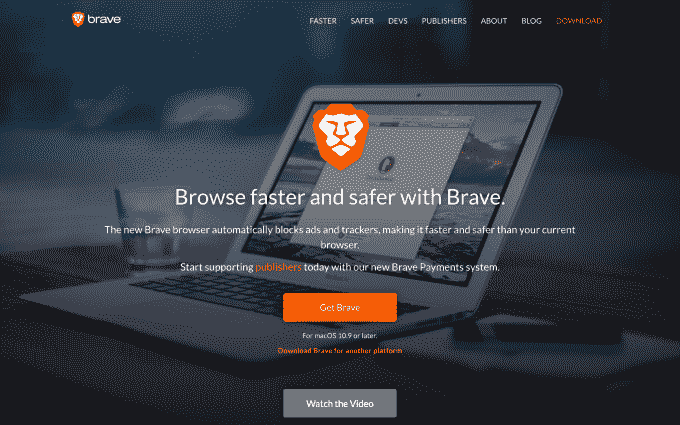 brave
FASTER SAFER DEVS PUBLISHERS ABOUT BLOG DOWNLOAD
Browse faster and safer with Brave.
The new Brave browser automatically blocks ads and trackers, making it faster and safer than your current
browser.
Start supporting publishers today with our new Brave Payments system.
Get Brave
For macOS 10.9 or later.
Download Brave for another platform
Watch the Video